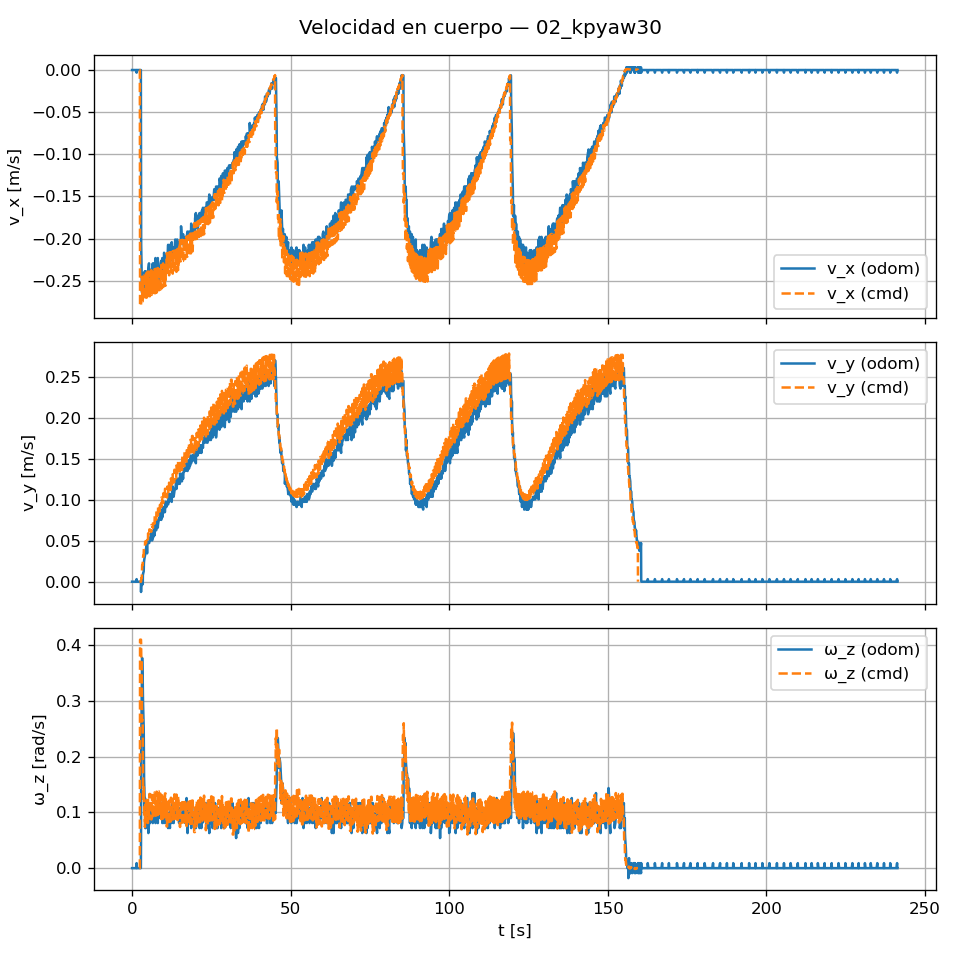 Velocidad en cuerpo — 02_kpyaw30
0.00
−0.05
−0.10
−0.15
−0.20
−0.25
v_x [m/s]
v_x (odom)
v_x (cmd)
0.25
0.20
0.15
0.10
0.05
0.00
v_y [m/s]
v_y (odom)
v_y (cmd)
0.4
0.3
0.2
0.1
0.0
ω_z [rad/s]
ω_z (odom)
ω_z (cmd)
0 50 100 150 200 250
t [s]